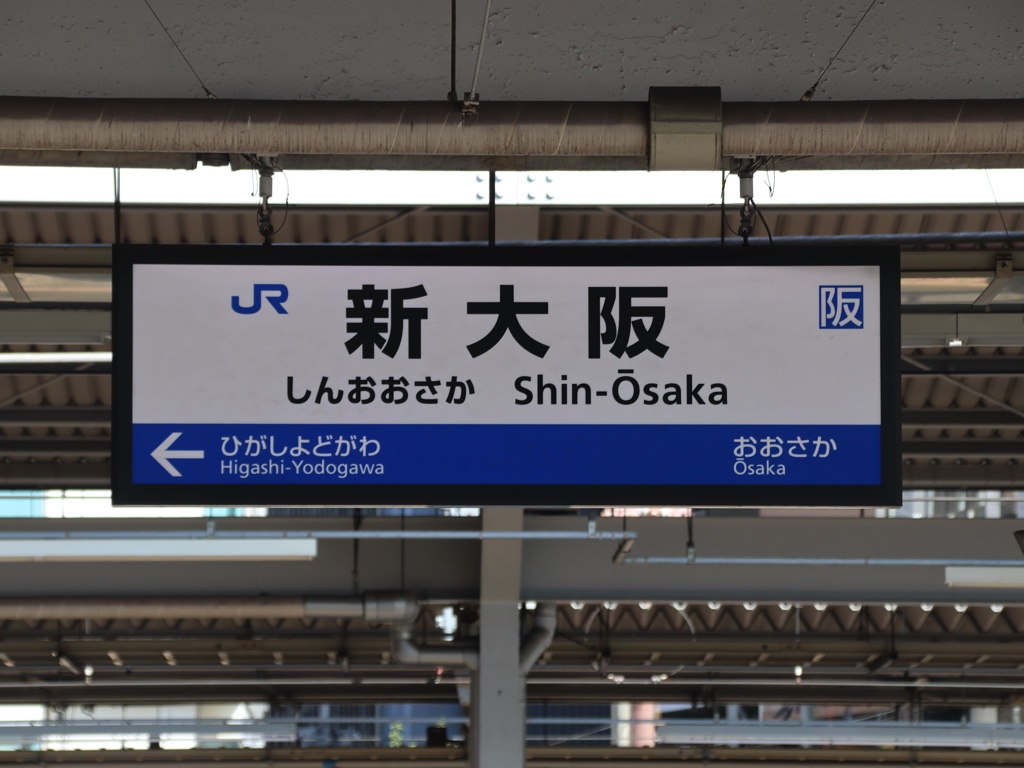 JR
新大阪
阪
しんおおさか Shin-Ōsaka
ひがしよどがわ
Higashi-Yodogawa
おおさか
Ōsaka